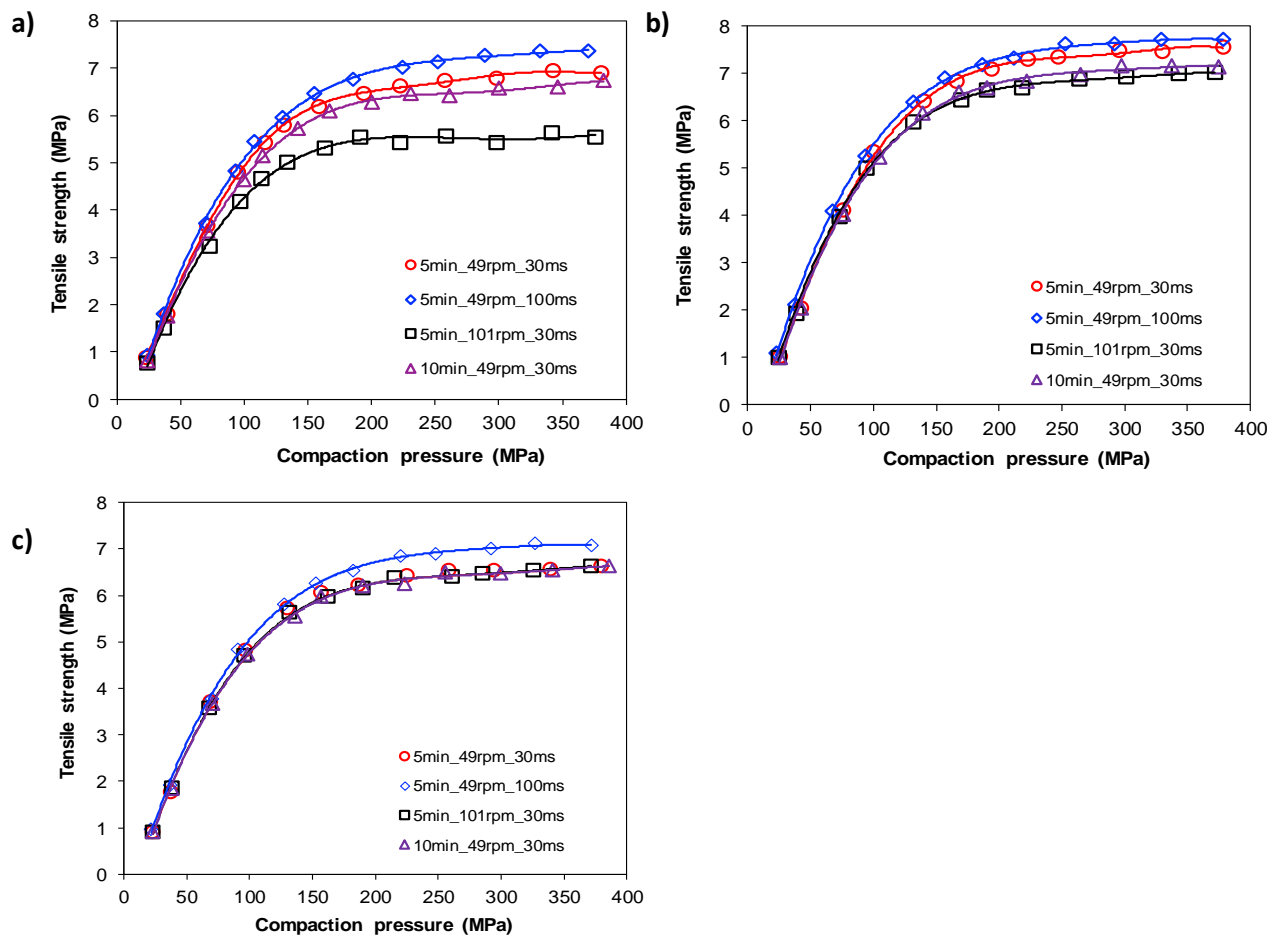 a)
8
7
6
5
4
3
2
1
0
Tensile strength (MPa)
5min_49rpm_30ms
5min_49rpm_100ms
5min_101rpm_30ms
10min_49rpm_30ms
0 50 100 150 200 250 300 350 400
Compaction pressure (MPa)
b)
8
7
6
5
4
3
2
1
0
Tensile strength (MPa)
5min_49rpm_30ms
5min_49rpm_100ms
5min_101rpm_30ms
10min_49rpm_30ms
0 50 100 150 200 250 300 350 400
Compaction pressure (MPa)
c)
8
7
6
5
4
3
2
1
0
Tensile strength (MPa)
5min_49rpm_30ms
5min_49rpm_100ms
5min_101rpm_30ms
10min_49rpm_30ms
0 50 100 150 200 250 300 350 400
Compaction pressure (MPa)